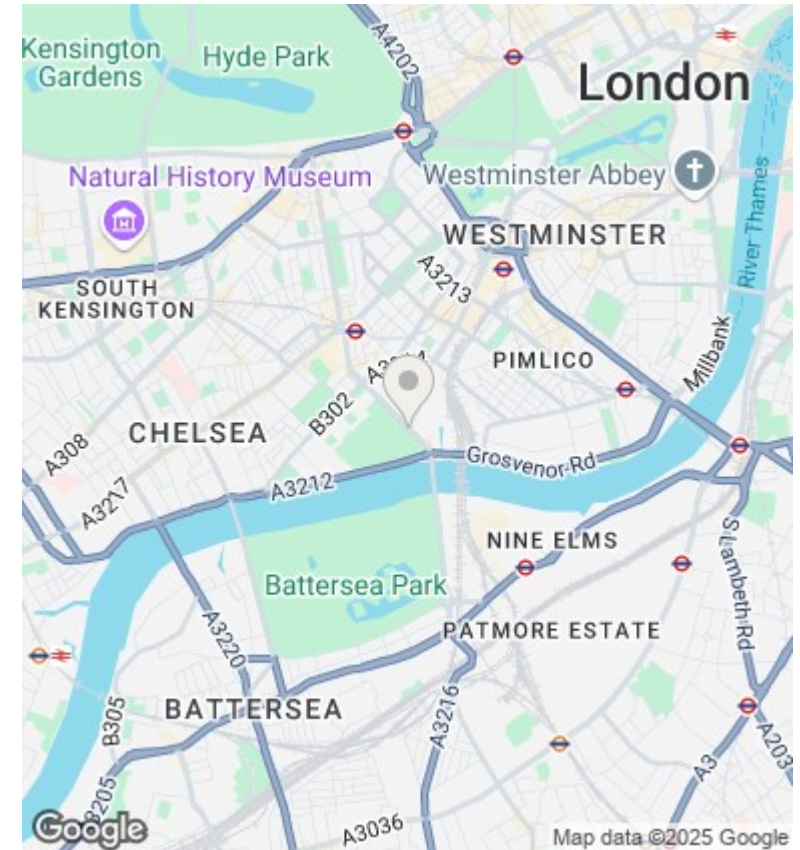 Kensington
Gardens
Hyde Park
A4202
London
Natural History Museum
Westminster Abbey
River Thames
WESTMINSTER
A3213
SOUTH
KENSINGTON
PIMLICO
Millbank
B302
CHELSEA
A308
A3217
A3212
Grosvenor Rd
NINE ELMS
S Lambeth Rd
Battersea Park
PATMORE ESTATE
A3220
B305
BATTERSEA
A3216
A203
A3
A3036
Google
Map data ©2025 Google